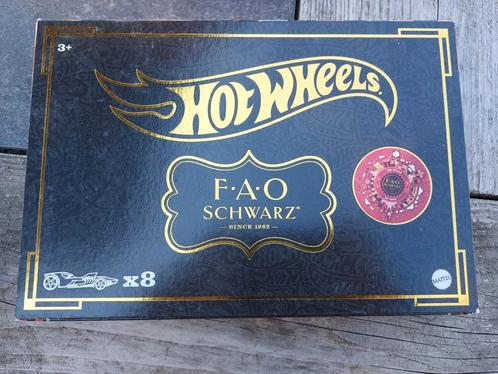 3+
HOT WHEELS.
F·A·O
SCHWARZ®
— SINCE 1862 —
F·A·O
x8
MATTEL